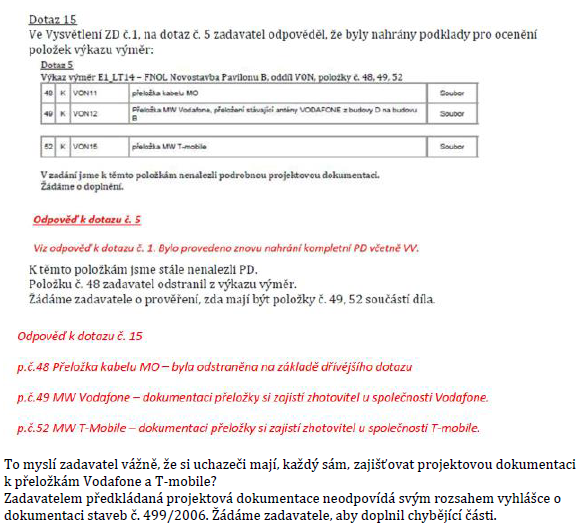 Dotaz 15
Ve Vysvětlení ZD č.1, na dotaz č. 5 zadavatel odpověděl, že byly nahrány podklady pro ocenění
položek výkazu výměr:
Dotaz 5
Výkaz výměr E1_LT14 – FNOL Novostavba Pavilonu B, oddíl VON, položky č. 48, 49, 52
48 K VON11 přeložka kabelu MO Soubor
49 K VON12 Přeložka MW Vodafone, přeložení stávající antény VODAFONE z budovy D na budovu B Soubor
52 K VON15 přeložka MW T-mobile Soubor
V zadání jsme k těmto položkám nenalezli podrobnou projektovou dokumentaci.
Žádáme o doplnění.
Odpověď k dotazu č. 5
Viz odpověď k dotazu č. 1. Bylo provedeno znovu nahrání kompletní PD včetně VV.
K těmto položkám jsme stále nenalezli PD.
Položku č. 48 zadavatel odstranil z výkazu výměr.
Žádáme zadavatele o prověření, zda mají být položky č. 49, 52 součástí díla.
Odpověď k dotazu č. 15
p.č.48 Přeložka kabelu MO – byla odstraněna na základě dřívějšího dotazu
p.č.49 MW Vodafone – dokumentaci přeložky si zajistí zhotovitel u společnosti Vodafone.
p.č.52 MW T-Mobile – dokumentaci přeložky si zajistí zhotovitel u společnosti T-mobile.
To myslí zadavatel vážně, že si uchazeči mají, každý sám, zajišťovat projektovou dokumentaci
k přeložkám Vodafone a T-mobile?
Zadavatelem předkládaná projektová dokumentace neodpovídá svým rozsahem vyhlášce o
dokumentaci staveb č. 499/2006. Žádáme zadavatele, aby doplnil chybějící části.